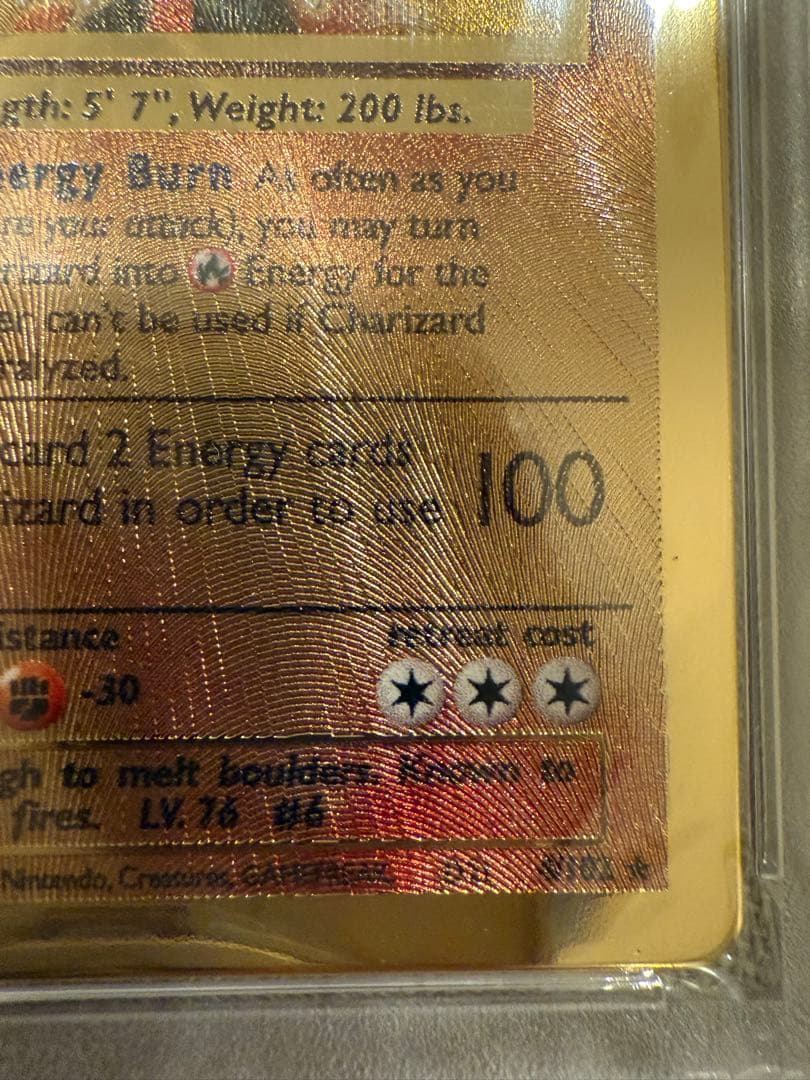 gth: 5' 7", Weight: 200 lbs.
ergy Burn As often as you
re your attack), you may turn
rizard into Energy for the
er can't be used if Charizard
ralyzed.
card 2 Energy cards
izard in order to use 100
istance retreat cost
-30
gh to melt boulders. Known to
fires. LV. 76 #6
Nintendo, Creatures, GAMEFREAK.